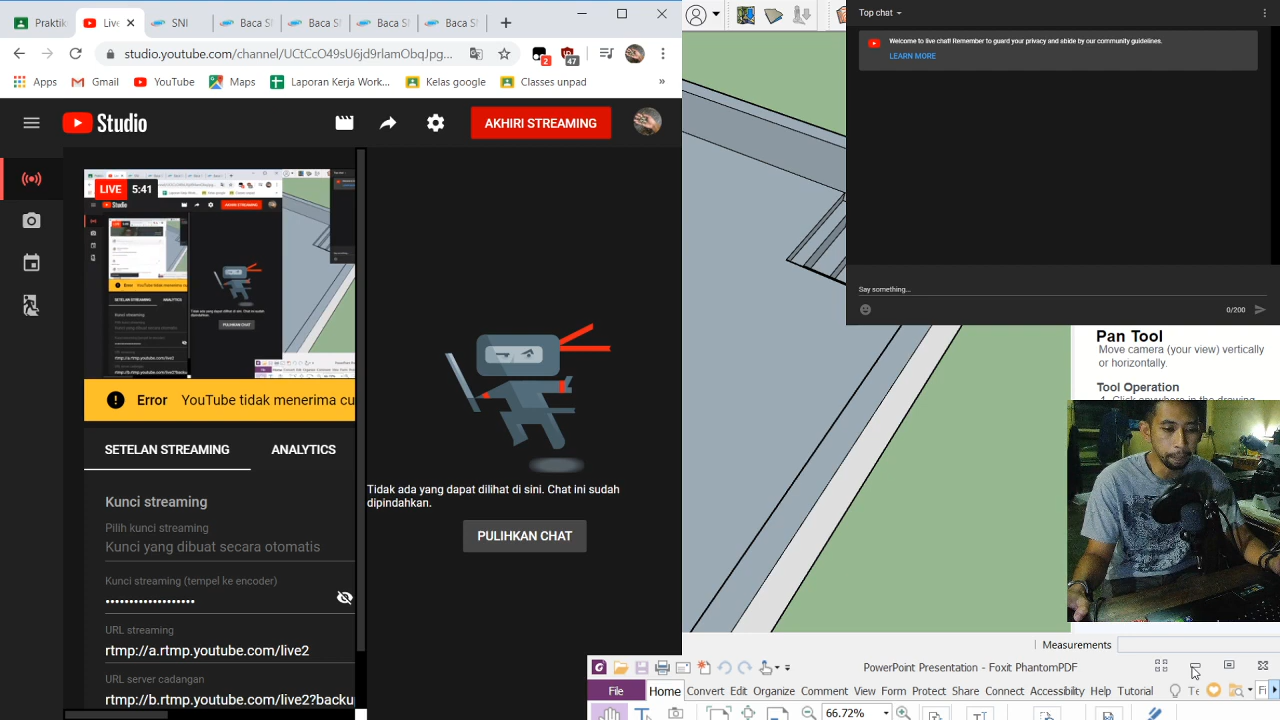 Praktik
Live
SNI
Baca SN
Baca SN
Baca SN
Baca SN
Apps
Gmail
YouTube
Maps
Laporan Kerja Work...
Kelas google
Classes unpad
»
2
47
Studio
AKHIRI STREAMING
LIVE 5:41
Error YouTube tidak menerima cu
SETELAN STREAMING
ANALYTICS
Kunci streaming
Pilih kunci streaming
Kunci yang dibuat secara otomatis
Kunci streaming (tempel ke encoder)
URL streaming
rtmp://a.rtmp.youtube.com/live2
URL server cadangan
rtmp://b.rtmp.youtube.com/live2?backu
Tidak ada yang dapat dilihat di sini. Chat ini sudah
dipindahkan.
PULIHKAN CHAT
Top chat
Welcome to live chat! Remember to guard your privacy and abide by our community guidelines.
LEARN MORE
Say something...
0/200
Pan Tool
Move camera (your view) vertically
or horizontally.
Tool Operation
Measurements
PowerPoint Presentation - Foxit PhantomPDF
File Home Convert Edit Organize Comment View Form Protect Share Connect Accessibility Help Tutorial
66.72%